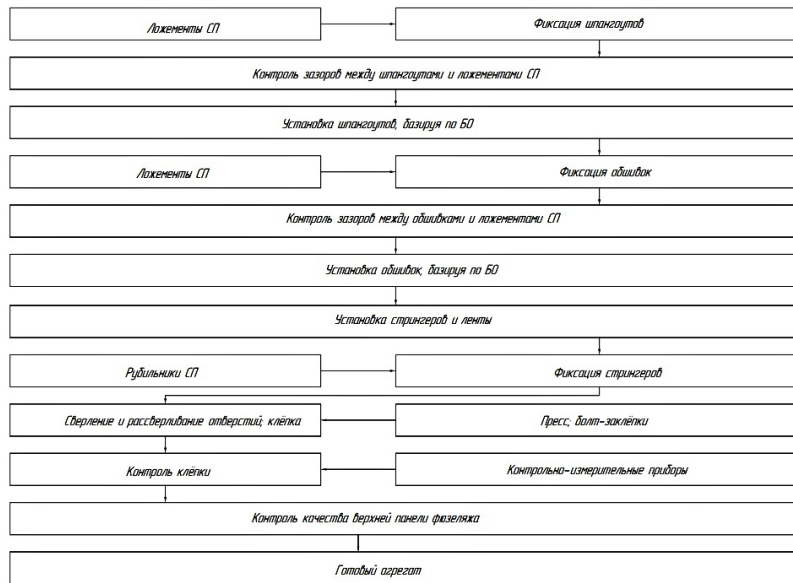 Ложементы СП
Фиксация шпангоутов
Контроль зазоров между шпангоутами и ложементами СП
Установка шпангоутов, базируя по БО
Ложементы СП
Фиксация обшивок
Контроль зазоров между обшивками и ложементами СП
Установка обшивок, базируя по БО
Установка стрингеров и ленты
Рубильники СП
Фиксация стрингеров
Сверление и рассверливание отверстий; клёпка
Пресс; болт-заклёпки
Контроль клёпки
Контрольно-измерительные приборы
Контроль качества верхней панели фюзеляжа
Готовый агрегат